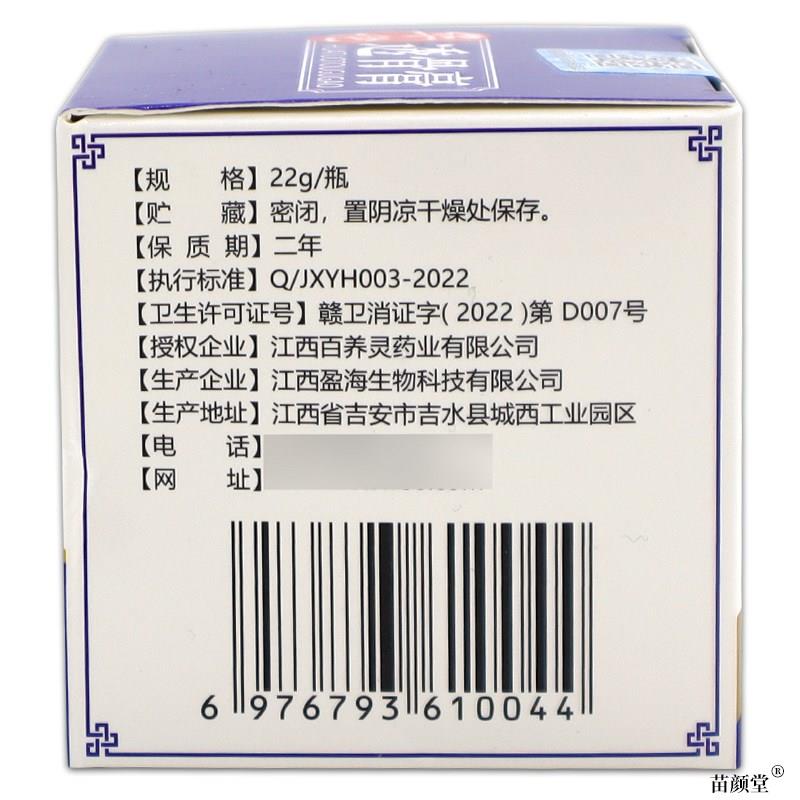 【规 格】22g/瓶
【贮 藏】密闭，置阴凉干燥处保存。
【保 质 期】二年
【执行标准】Q/JXYH003-2022
【卫生许可证号】赣卫消证字( 2022 )第 D007号
【授权企业】江西百养灵药业有限公司
【生产企业】江西盈海生物科技有限公司
【生产地址】江西省吉安市吉水县城西工业园区
【电 话】
【网 址】
6 976793 610044
苗颜堂®